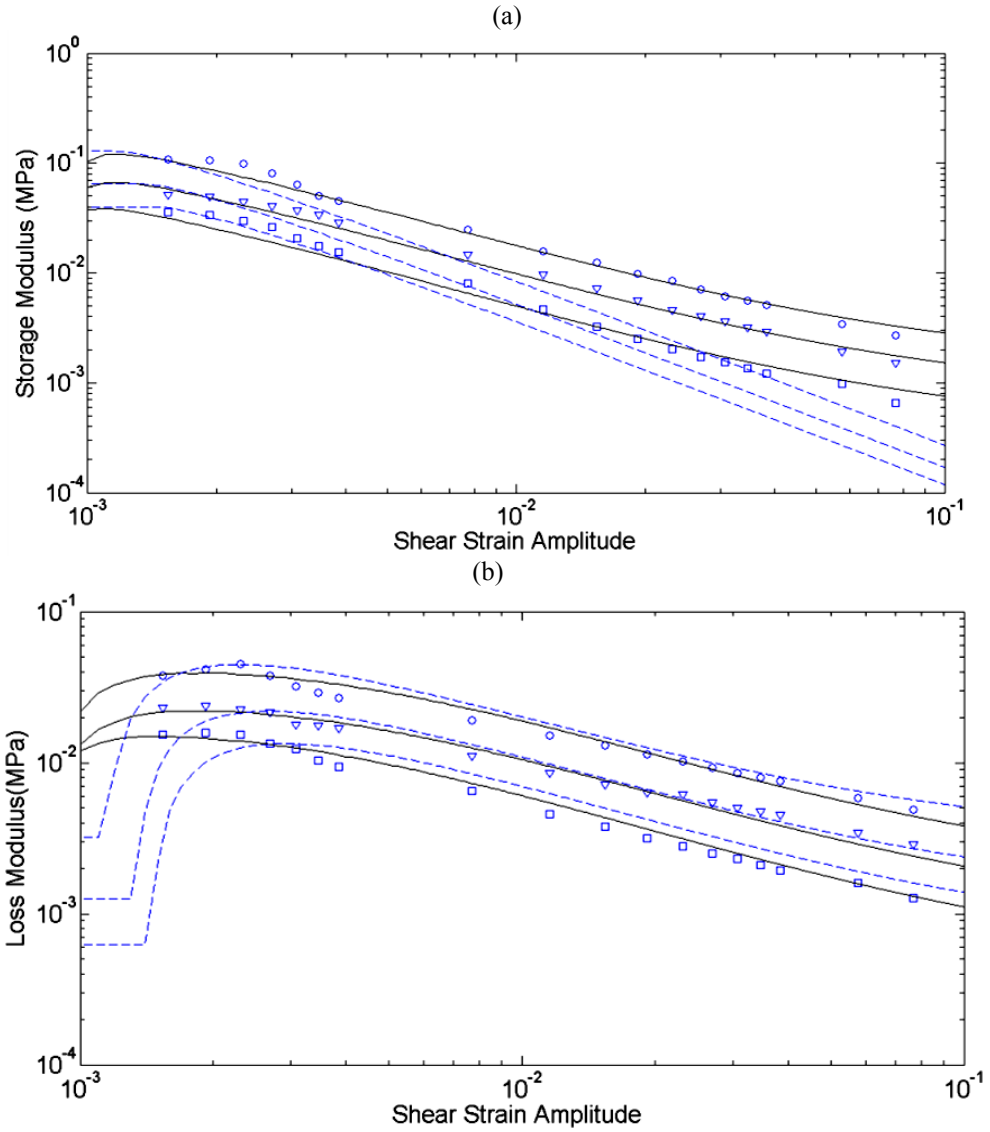 (a)
10^0
10^-1
10^-2
10^-3
10^-4
Storage Modulus (MPa)
10^-3
10^-2
10^-1
Shear Strain Amplitude
(b)
10^-1
10^-2
10^-3
10^-4
Loss Modulus(MPa)
10^-3
10^-2
10^-1
Shear Strain Amplitude